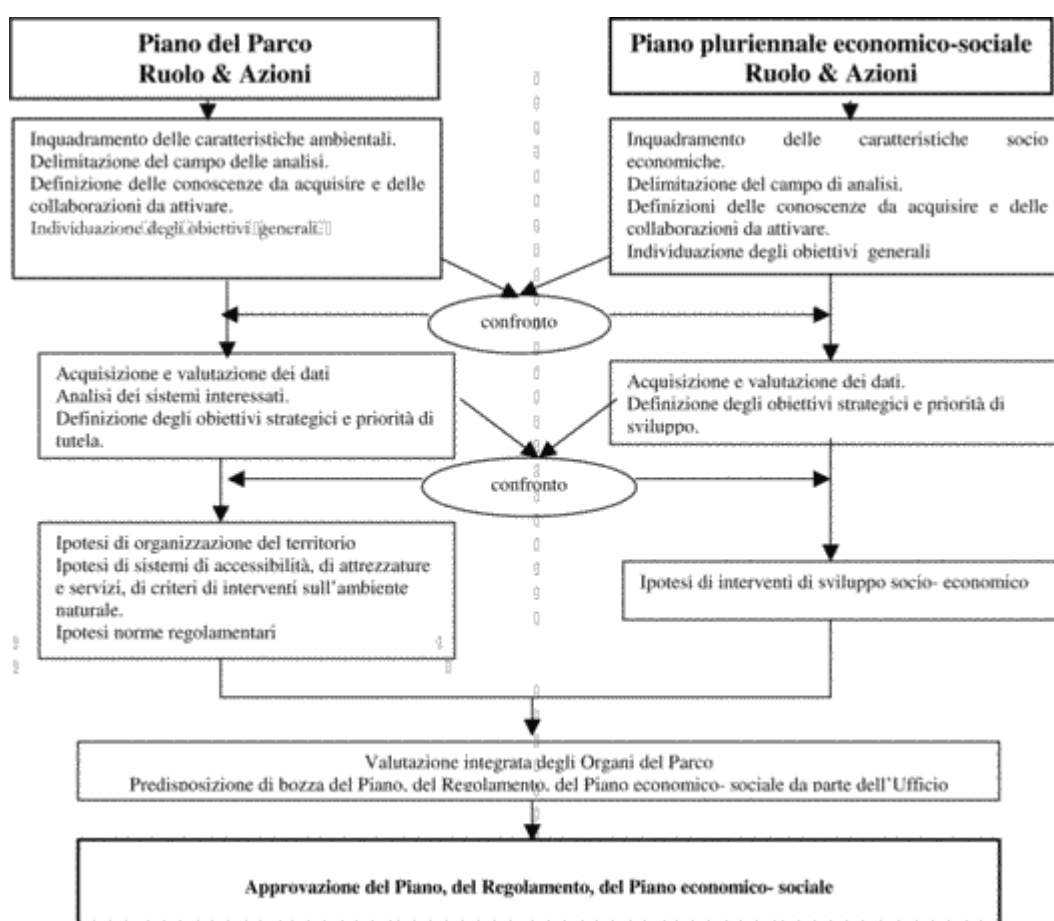 Piano del Parco
Ruolo & Azioni
Piano pluriennale economico-sociale
Ruolo & Azioni
Inquadramento delle caratteristiche ambientali.
Delimitazione del campo delle analisi.
Definizione delle conoscenze da acquisire e delle
collaborazioni da attivare.
Individuazione degli obiettivi generali
Inquadramento delle caratteristiche socio
economiche.
Delimitazione del campo di analisi.
Definizioni delle conoscenze da acquisire e delle
collaborazioni da attivare.
Individuazione degli obiettivi generali
confronto
Acquisizione e valutazione dei dati
Analisi dei sistemi interessati.
Definizione degli obiettivi strategici e priorità di
tutela.
Acquisizione e valutazione dei dati.
Definizione degli obiettivi strategici e priorità di
sviluppo.
confronto
Ipotesi di organizzazione del territorio
Ipotesi di sistemi di accessibilità, di attrezzature
e servizi, di criteri di interventi sull'ambiente
naturale.
Ipotesi norme regolamentari
Ipotesi di interventi di sviluppo socio- economico
Valutazione integrata degli Organi del Parco
Predisposizione di bozza del Piano, del Regolamento, del Piano economico- sociale da parte dell'Ufficio
Approvazione del Piano, del Regolamento, del Piano economico- sociale